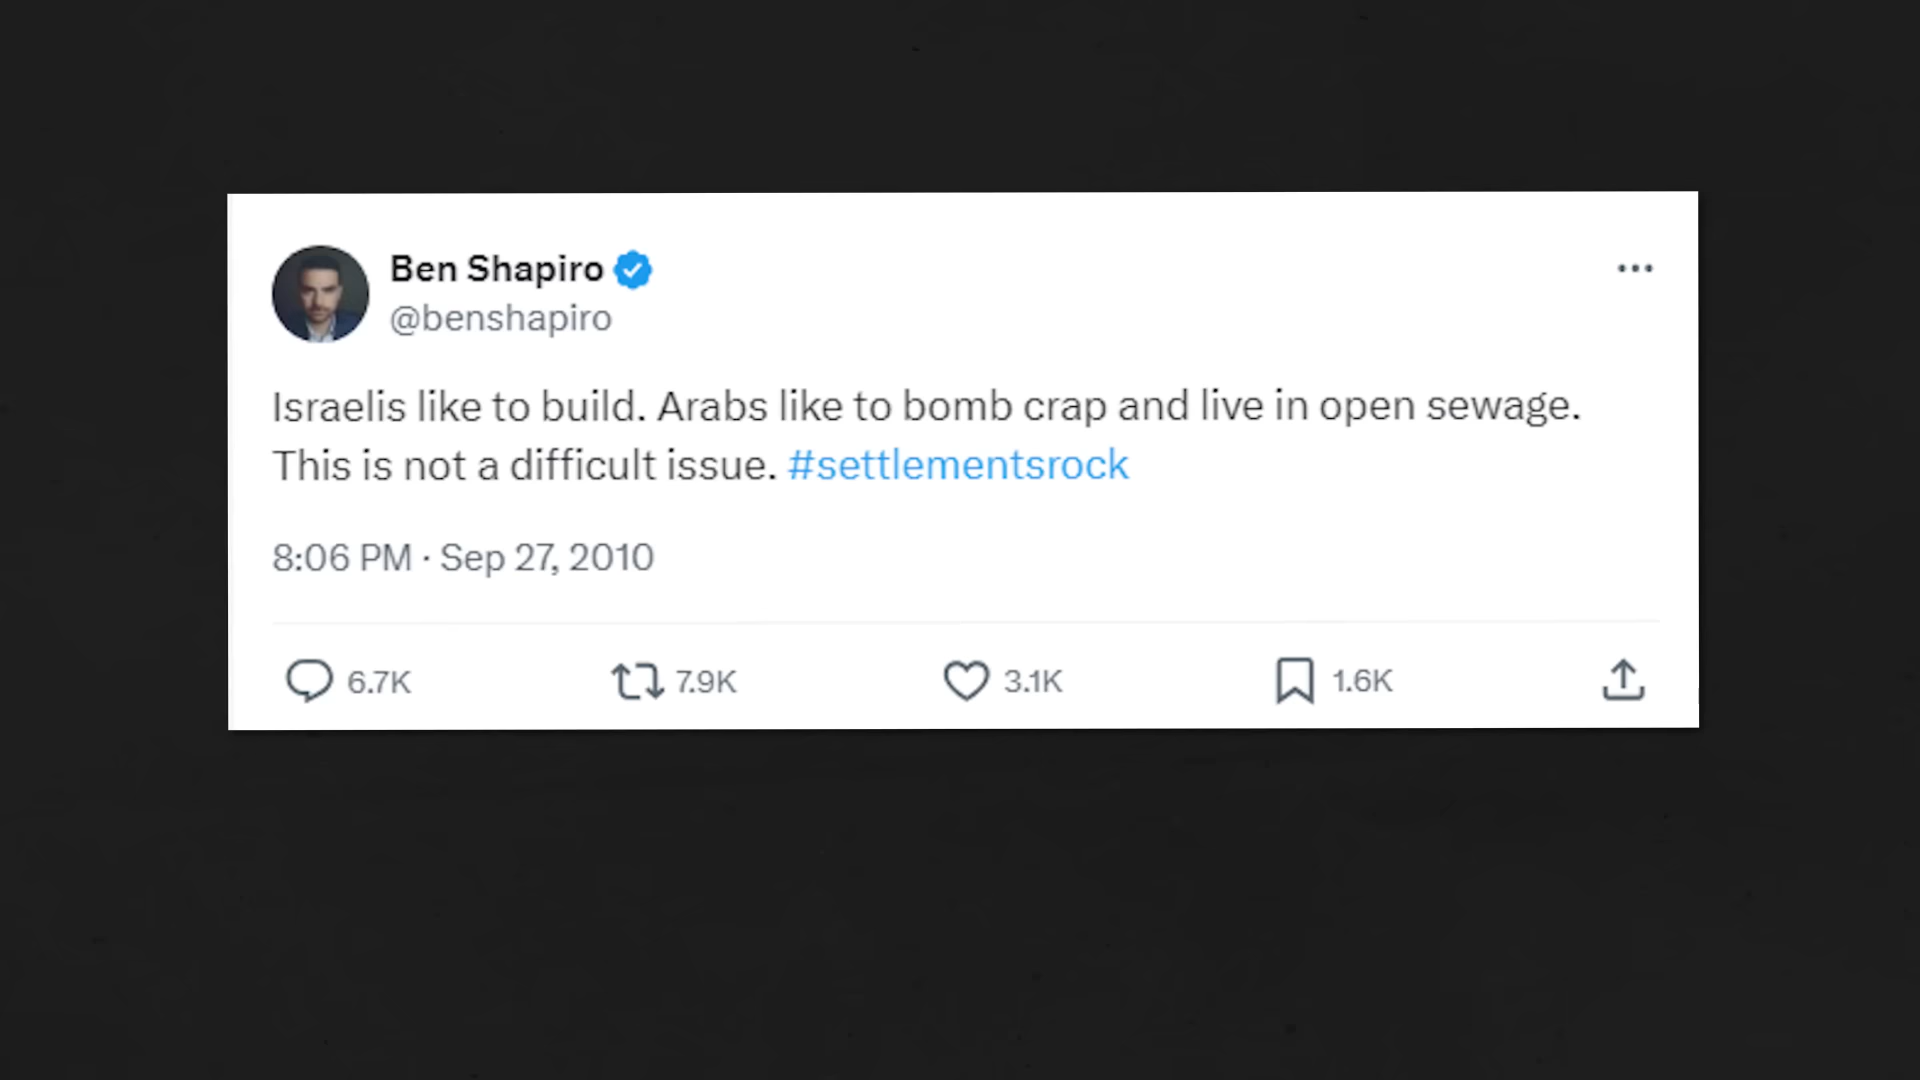 Ben Shapiro
@benshapiro
Israelis like to build. Arabs like to bomb crap and live in open sewage.
This is not a difficult issue. #settlementsrock
8:06 PM · Sep 27, 2010
6.7K 7.9K 3.1K 1.6K